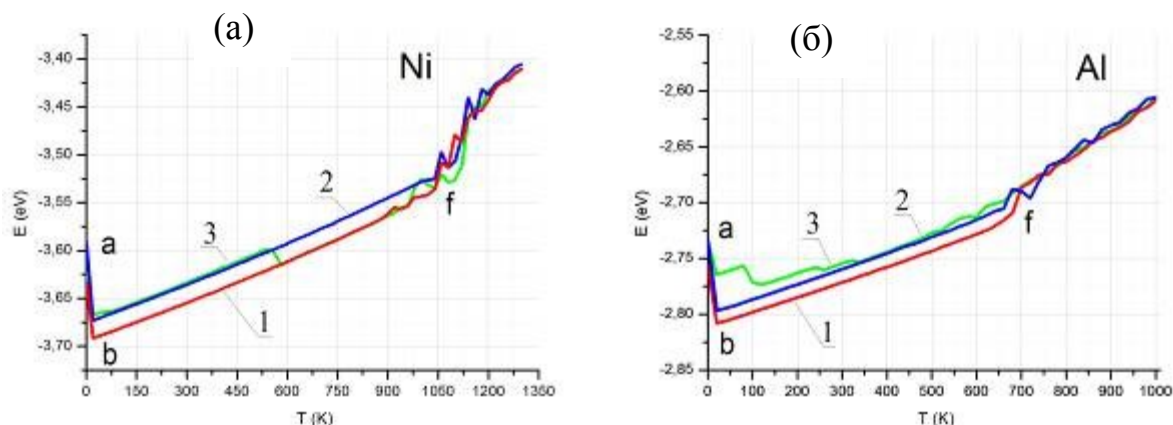 (а)
Ni
E (eV)
-3,40
-3,45
-3,50
-3,55
-3,60
-3,65
-3,70
a
b
f
1
2
3
0 150 300 450 600 750 900 1050 1200 1350
T (K)
(б)
Al
E (eV)
-2,55
-2,60
-2,65
-2,70
-2,75
-2,80
-2,85
a
b
f
1
2
3
0 100 200 300 400 500 600 700 800 900 1000
T (K)